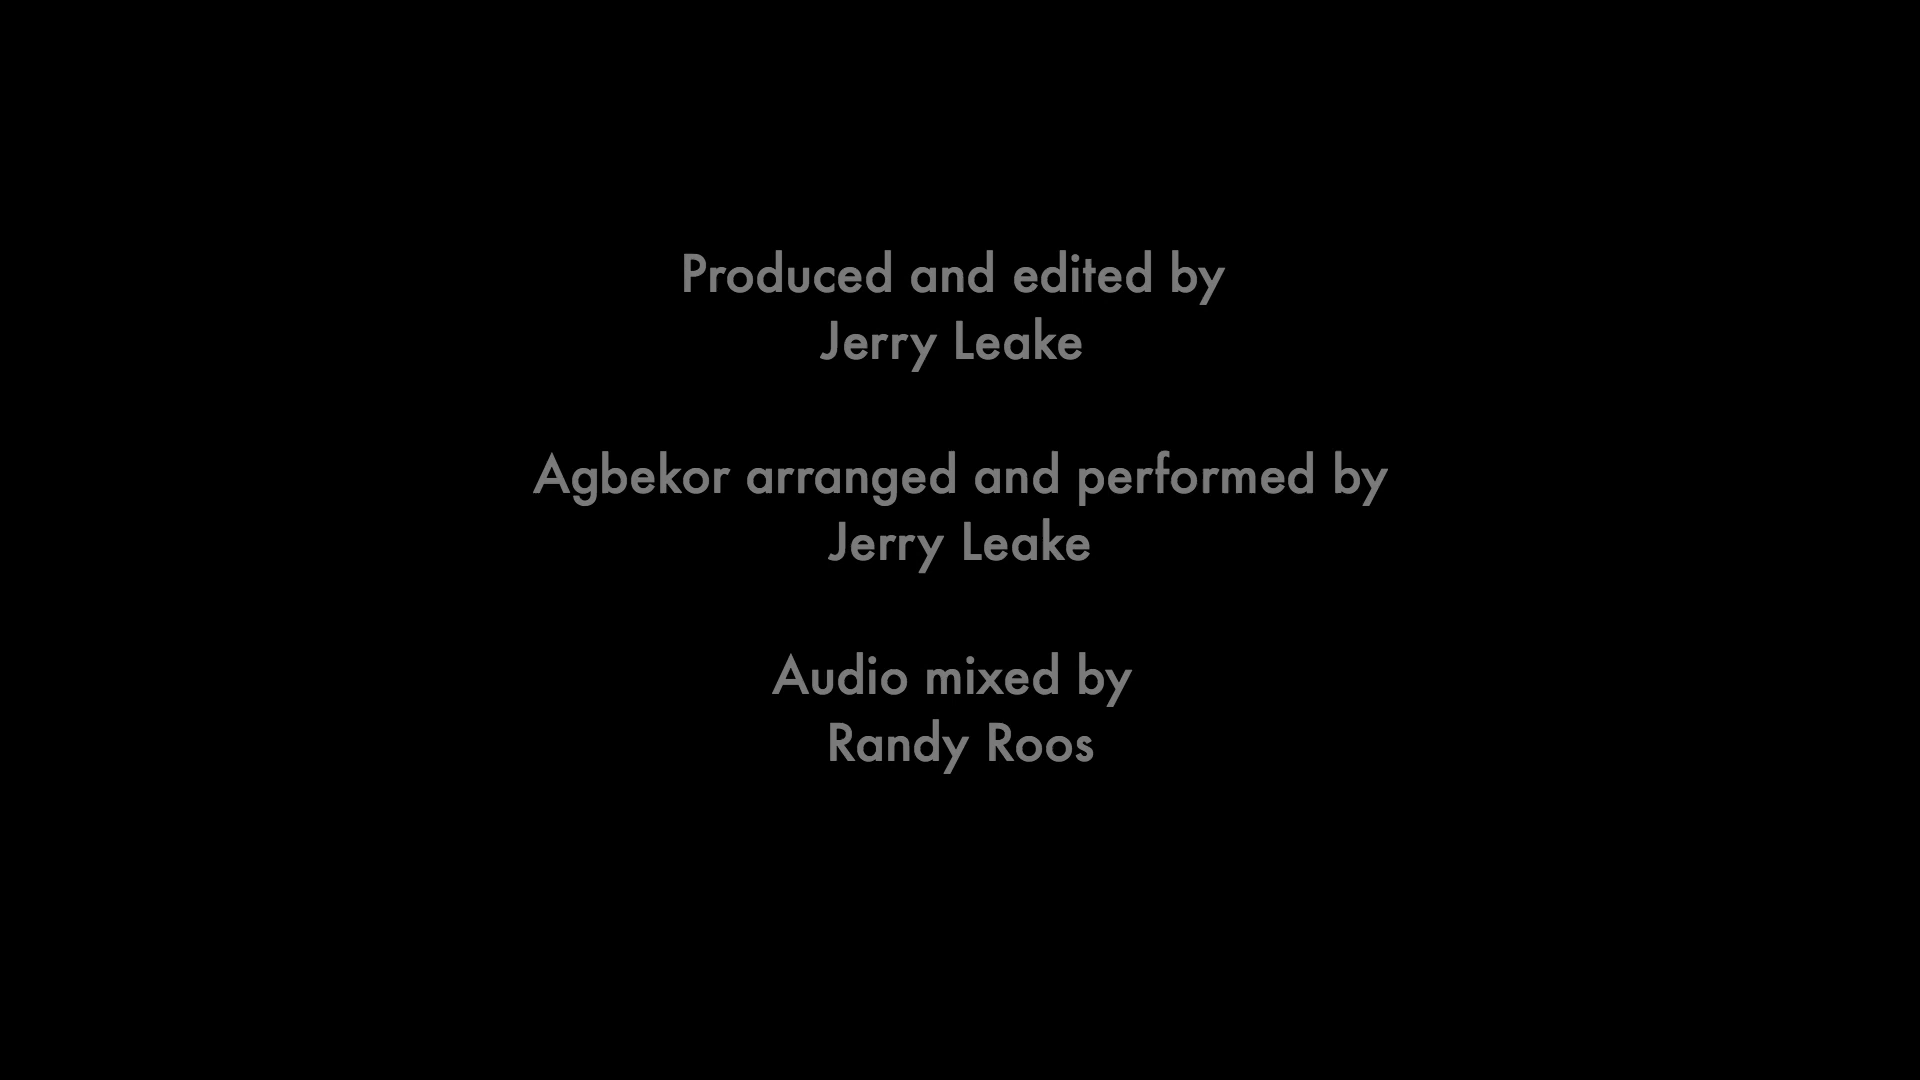 Produced and edited by
Jerry Leake
Agbekor arranged and performed by
Jerry Leake
Audio mixed by
Randy Roos